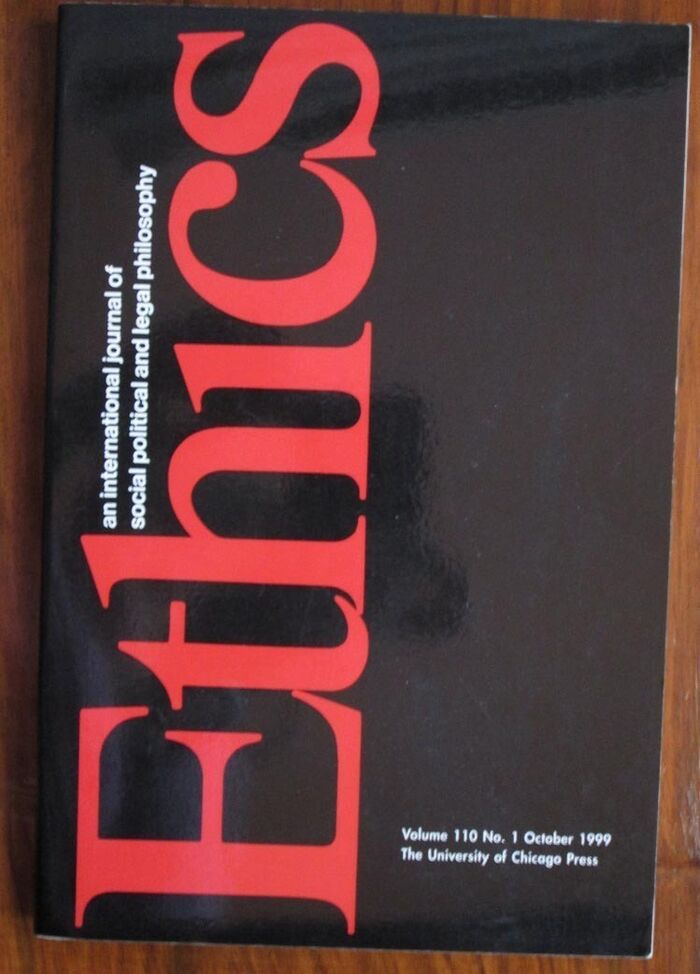 Ethics
an international journal of
social political and legal philosophy
Volume 110 No. 1 October 1999
The University of Chicago Press